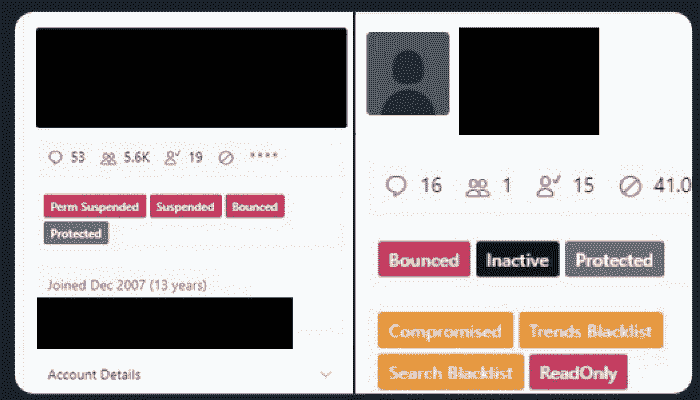 53 5.6K 19 ****
Perm Suspended Suspended Bounced
Protected
Joined Dec 2007 (13 years)
Account Details
16 1 15 41.0
Bounced Inactive Protected
Compromised Trends Blacklist
Search Blacklist ReadOnly